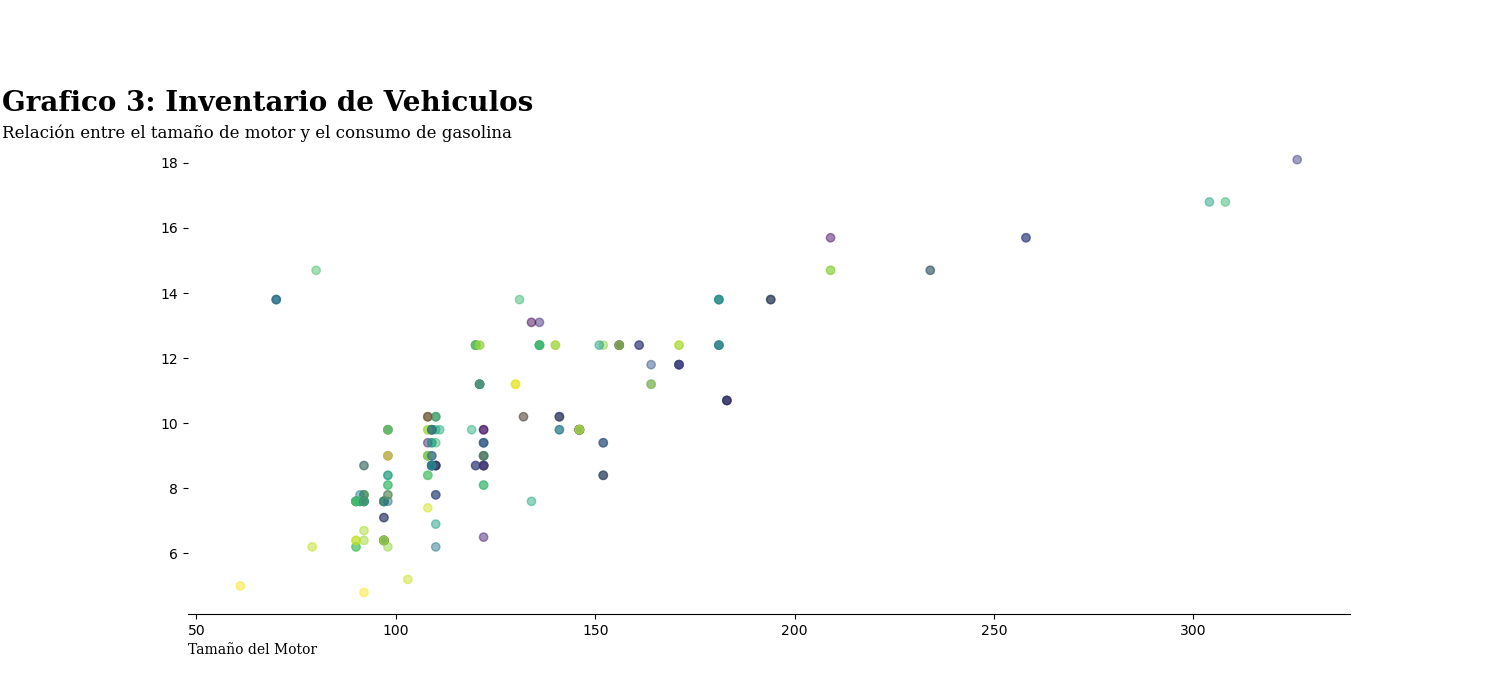 Grafico 3: Inventario de Vehiculos
Relación entre el tamaño de motor y el consumo de gasolina
18
16
14
12
10
8
6
50 100 150 200 250 300
Tamaño del Motor